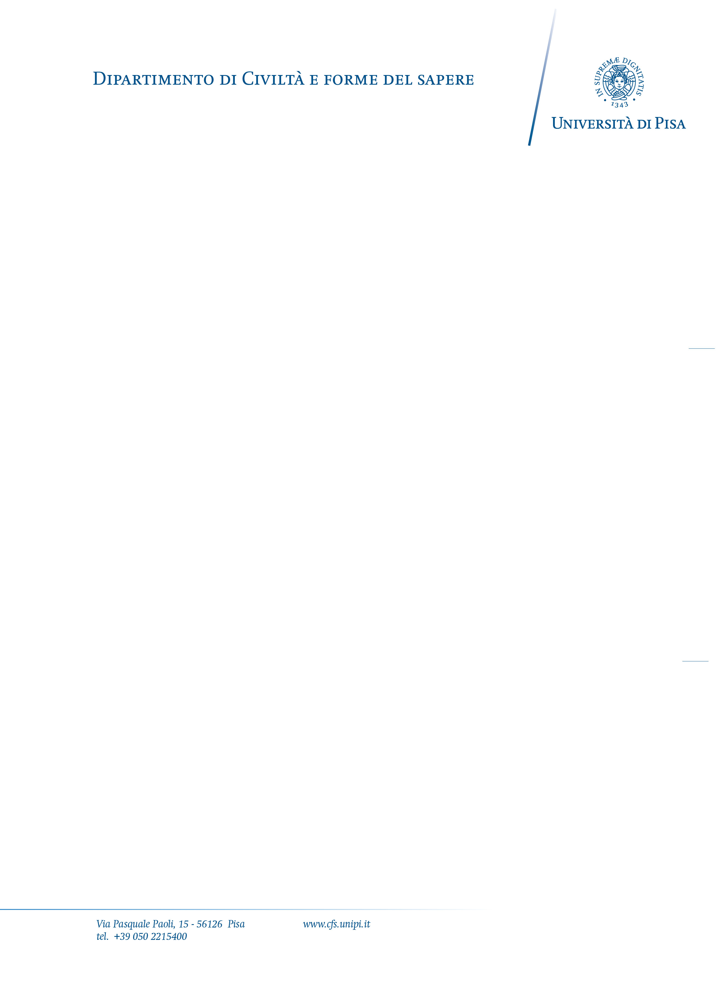 Dipartimento di Civiltà e forme del sapere
IN SUPREMÆ DIGNITATIS
1343
Università di Pisa
Via Pasquale Paoli, 15 - 56126 Pisa
www.cfs.unipi.it
tel. +39 050 2215400